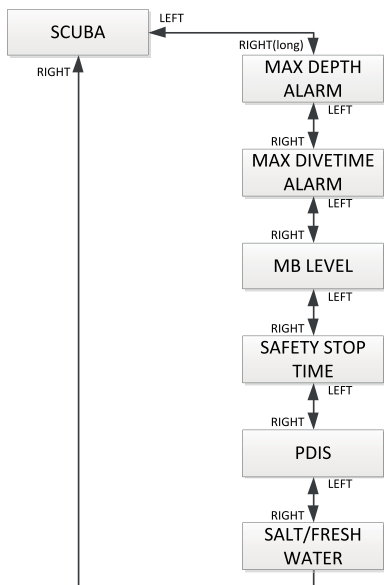 SCUBA
LEFT
RIGHT(long)
RIGHT
MAX DEPTH
ALARM
LEFT
RIGHT
MAX DIVETIME
ALARM
LEFT
RIGHT
MB LEVEL
LEFT
RIGHT
SAFETY STOP
TIME
LEFT
RIGHT
PDIS
LEFT
RIGHT
SALT/FRESH
WATER